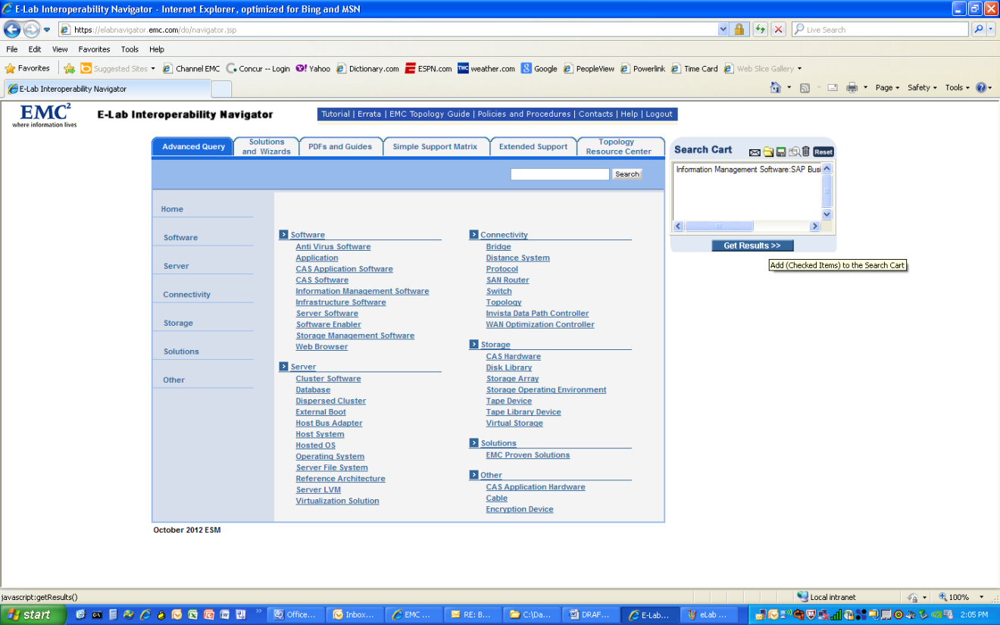 E-Lab Interoperability Navigator - Internet Explorer, optimized for Bing and MSN
https://elabnavigator.emc.com/do/navigator.jsp
Live Search
File Edit View Favorites Tools Help
Favorites Suggested Sites Channel EMC Concur -- Login Yahoo Dictionary.com ESPN.com TWC weather.com Google PeopleView Powerlink Time Card Web Slice Gallery
E-Lab Interoperability Navigator
Page Safety Tools
EMC²
where information lives
E-Lab Interoperability Navigator
Tutorial | Errata | EMC Topology Guide | Policies and Procedures | Contacts | Help | Logout
Advanced Query
Solutions
and Wizards
PDFs and Guides
Simple Support Matrix
Extended Support
Topology
Resource Center
Search
Search Cart
Reset
Information Management Software:SAP Busi
Get Results >>
Add (Checked Items) to the Search Cart
Home
Software
Server
Connectivity
Storage
Solutions
Other
Software
Anti Virus Software
Application
CAS Application Software
CAS Software
Information Management Software
Infrastructure Software
Server Software
Software Enabler
Storage Management Software
Web Browser
Server
Cluster Software
Database
Dispersed Cluster
External Boot
Host Bus Adapter
Host System
Hosted OS
Operating System
Server File System
Reference Architecture
Server LVM
Virtualization Solution
Connectivity
Bridge
Distance System
Protocol
SAN Router
Switch
Topology
Invista Data Path Controller
WAN Optimization Controller
Storage
CAS Hardware
Disk Library
Storage Array
Storage Operating Environment
Tape Device
Tape Library Device
Virtual Storage
Solutions
EMC Proven Solutions
Other
CAS Application Hardware
Cable
Encryption Device
October 2012 ESM
javascript:getResults()
Local intranet
100%
start
Office...
Inbox...
EMC ...
RE: B...
C:\Da...
DRAF...
E-Lab...
eLab ...
2:05 PM